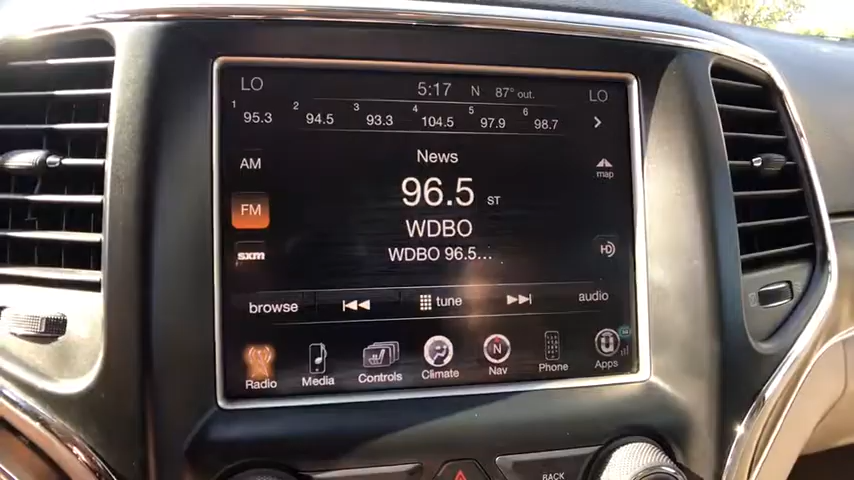 LO 5:17 N 87° out. LO
1 95.3 2 94.5 3 93.3 4 104.5 5 97.9 6 98.7
AM
News
map
FM
96.5 ST
WDBO
sxm
WDBO 96.5...
HD
browse
tune
audio
Radio
Media
Controls
Climate
N
Nav
Phone
Apps
BACK